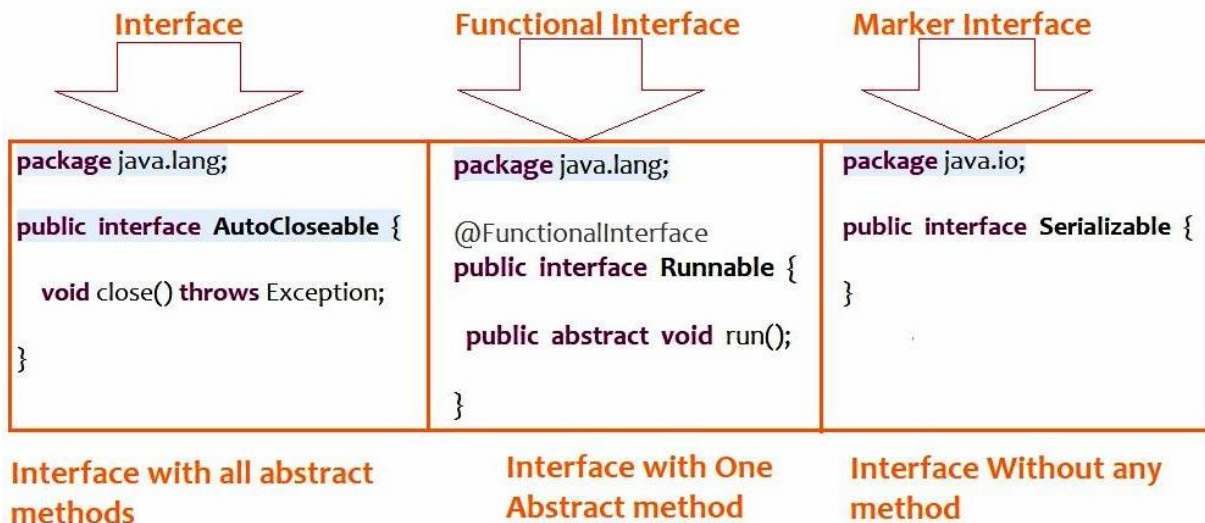 Interface
Functional Interface
Marker Interface
package java.lang;
public interface AutoCloseable {
void close() throws Exception;
}
package java.lang;
@FunctionalInterface
public interface Runnable {
public abstract void run();
}
package java.io;
public interface Serializable {
}
Interface with all abstract
methods
Interface with One
Abstract method
Interface Without any
method